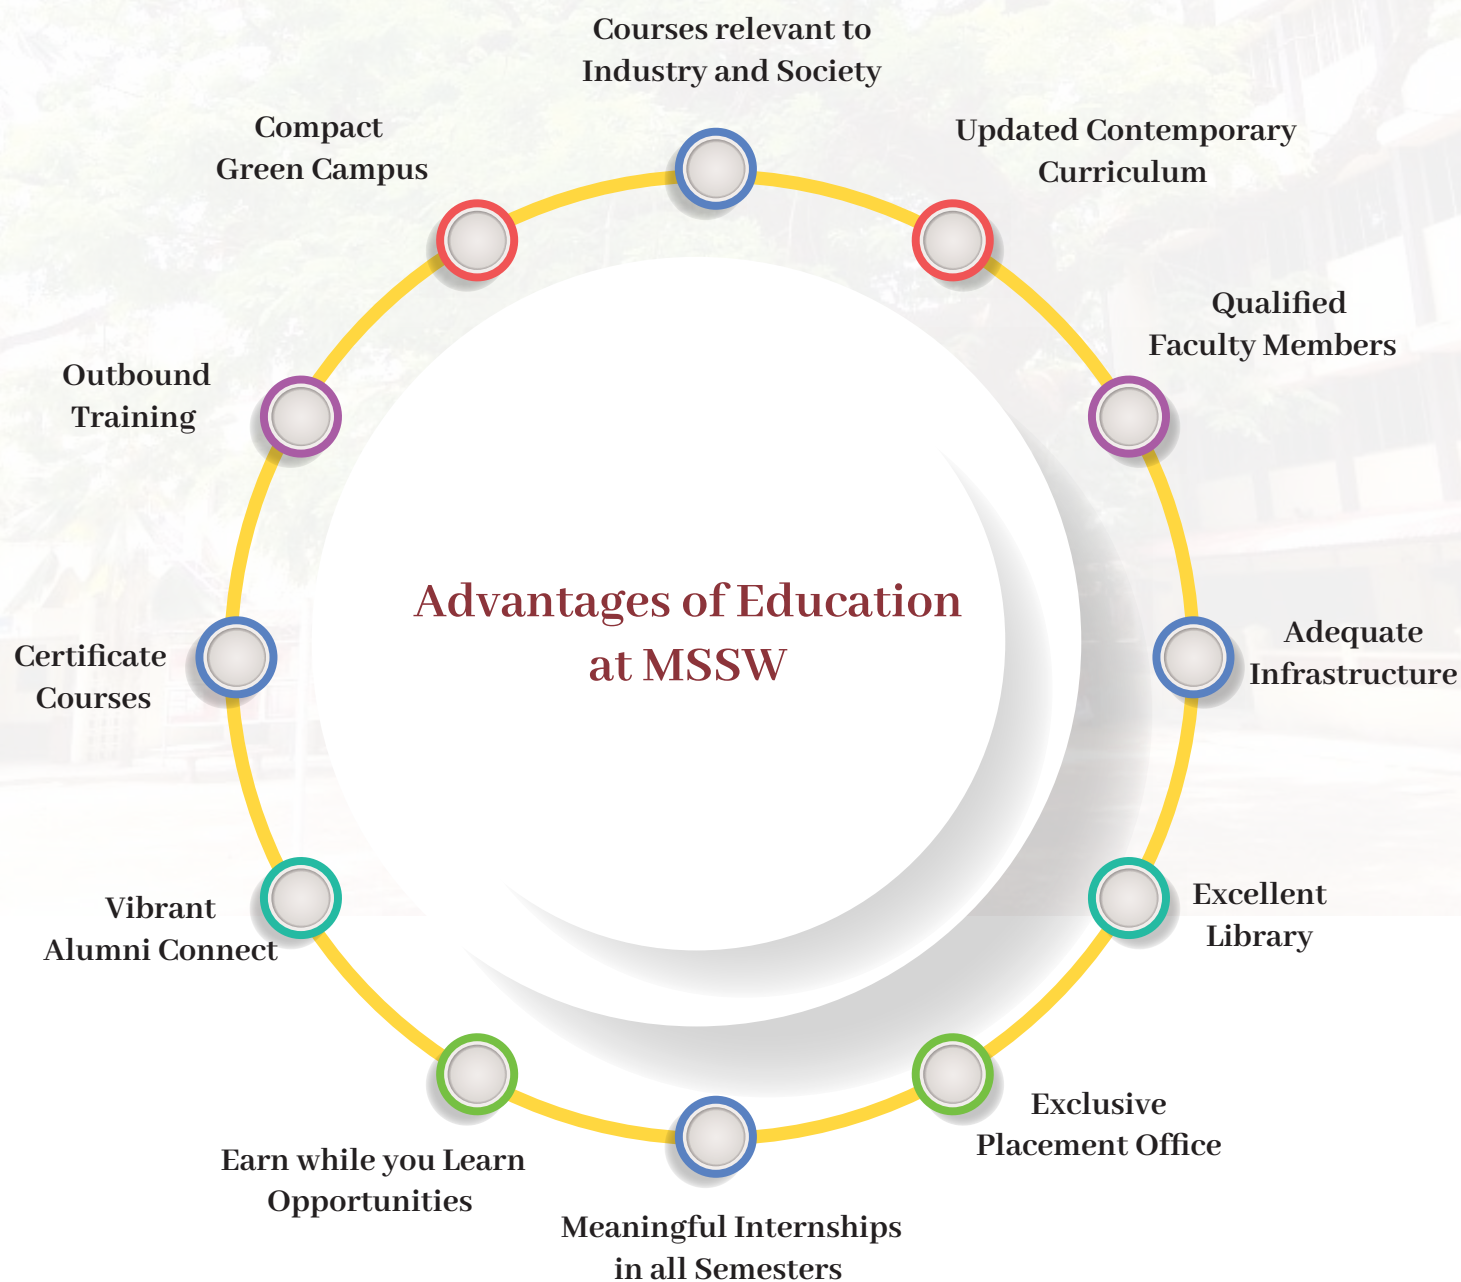 Courses relevant to
Industry and Society
Updated Contemporary
Curriculum
Qualified
Faculty Members
Adequate
Infrastructure
Excellent
Library
Exclusive
Placement Office
Meaningful Internships
in all Semesters
Earn while you Learn
Opportunities
Vibrant
Alumni Connect
Certificate
Courses
Outbound
Training
Compact
Green Campus
Advantages of Education
at MSSW